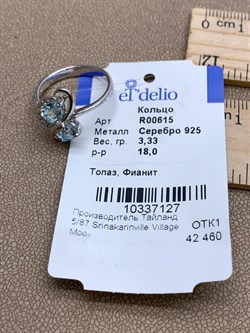 el'delio
Кольцо
Арт R00615
Металл Серебро 925
Вес, гр. 3,33
р-р 18,0
Топаз, Фианит
10337127
Производитель Тайланд
5/87 Srinakarinville Village
Моо ОТК1
42 460